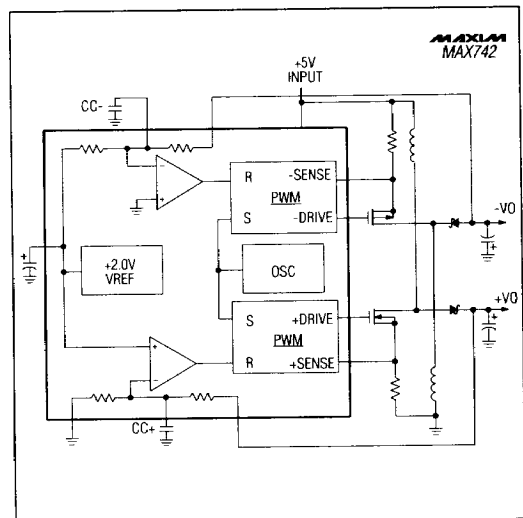 MAXIM
MAX742
+5V
INPUT
CC-
R
-SENSE
PWM
S
-DRIVE
-VO
+2.0V
VREF
OSC
+VO
S
+DRIVE
PWM
R
+SENSE
CC+